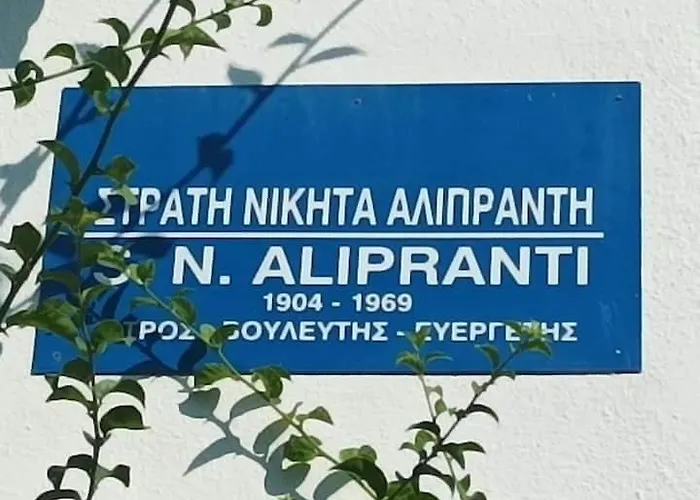 ΣΤΡΑΤΗ ΝΙΚΗΤΑ ΑΛΙΠΡΑΝΤΗ
S N. ALIPRANTI
1904 - 1969
ΒΟΥΛΕΥΤΗΣ - ΕΥΕΡΓΕΤΗΣ